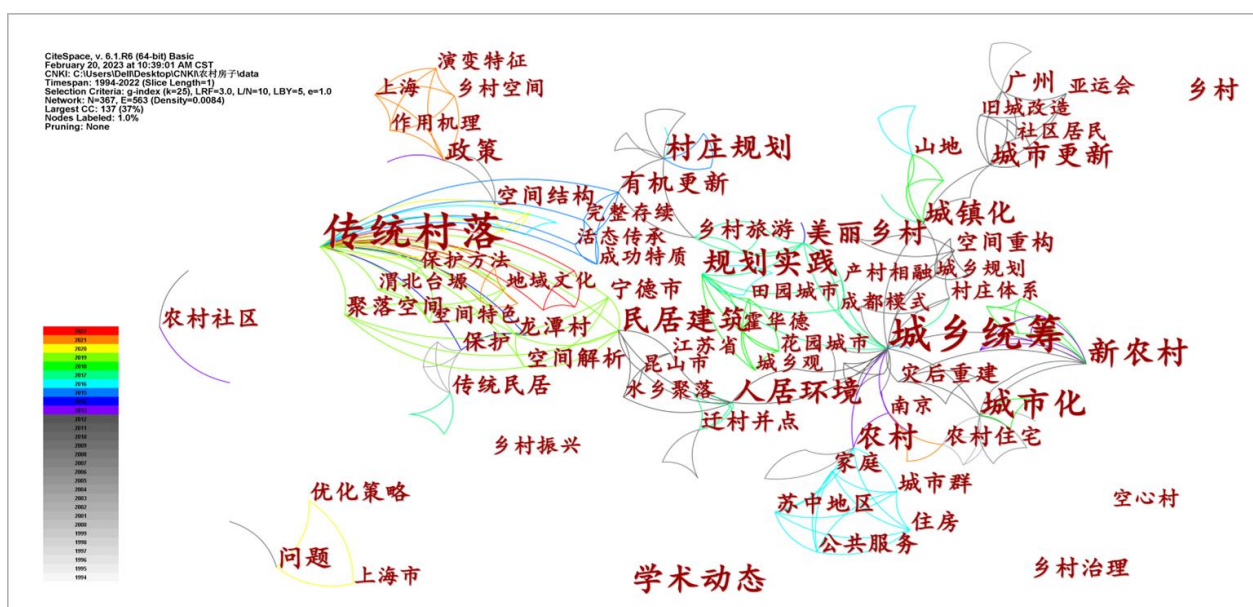 CiteSpace, v. 6.1.R6 (64-bit) Basic
February 20, 2023 at 10:39:01 AM CST
CNKI: C:\Users\Dell\Desktop\CNKI\农村房子\data
Timespan: 1994-2022 (Slice Length=1)
Selection Criteria: g-index (k=25), LRF=3.0, L/N=10, LBY=5, e=1.0
Network: N=367, E=563 (Density=0.0084)
Largest CC: 137 (37%)
Nodes Labeled: 1.0%
Pruning: None
演变特征
上海
乡村空间
作用机理
政策
空间结构
传统村落
保护方法
渭北台塬
地域文化
聚落空间
空间特色
龙潭村
保护
空间解析
传统民居
农村社区
乡村振兴
优化策略
问题
上海市
村庄规划
有机更新
完整存续
活态传承
成功特质
乡村旅游
美丽乡村
规划实践
宁德市
田园城市
民居建筑
霍华德
江苏省
花园城市
昆山市
城乡观
水乡聚落
人居环境
迁村并点
广州
亚运会
乡村
旧城改造
社区居民
山地
城市更新
城镇化
空间重构
产村相融
城乡规划
成都模式
村庄体系
城乡统筹
新农村
灾后重建
南京
城市化
农村
农村住宅
家庭
城市群
苏中地区
住房
公共服务
空心村
学术动态
乡村治理
2022
2021
2020
2019
2018
2017
2016
2015
2014
2013
2012
2011
2010
2009
2008
2007
2006
2005
2004
2003
2002
2001
2000
1999
1998
1997
1996
1995
1994